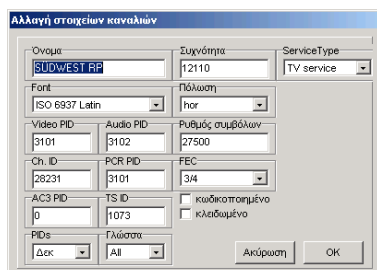 Αλλαγή στοιχείων καναλιών
Όνομα Συχνότητα ServiceType
SÜDWEST RP 12110 TV service
Font Πόλωση
ISO 6937 Latin hor
Video PID Audio PID Ρυθμός συμβόλων
3101 3102 27500
Ch. ID PCR PID FEC
28231 3101 3/4
AC3 PID TS ID κωδικοποιημένο
0 1073 κλειδωμένο
PIDs Γλώσσα
Δεκ All Ακύρωση OK